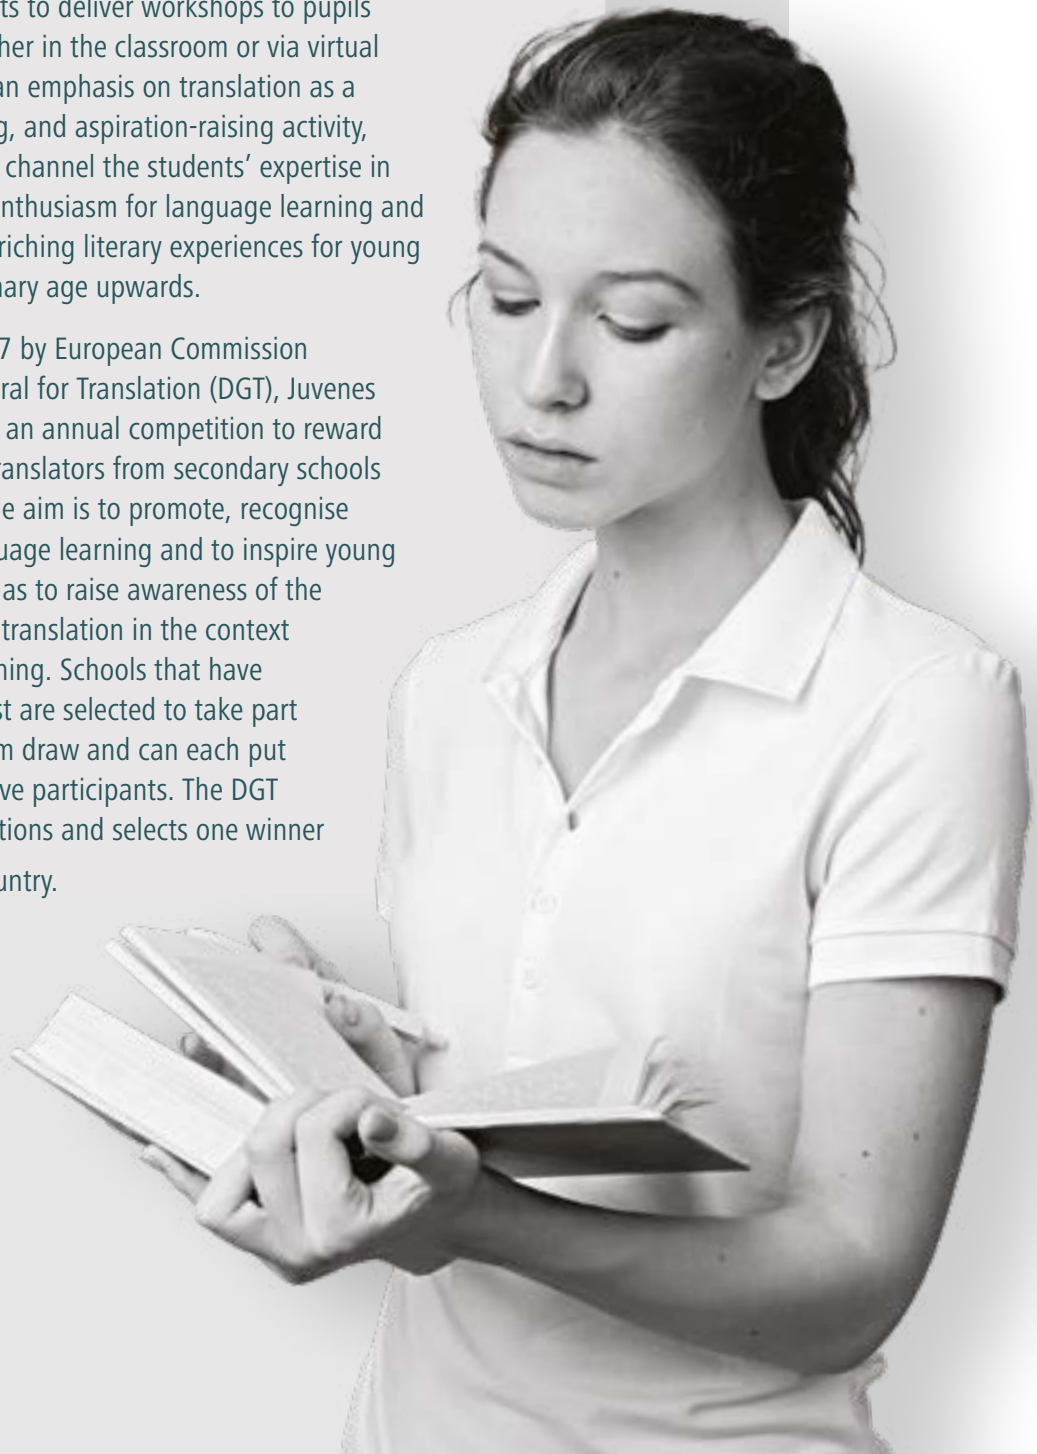 ts to deliver workshops to pupils
her in the classroom or via virtual
an emphasis on translation as a
g, and aspiration-raising activity,
channel the students’ expertise in
nthusiasm for language learning and
riching literary experiences for young
nary age upwards.
7 by European Commission
ral for Translation (DGT), Juvenes
an annual competition to reward
ranslators from secondary schools
e aim is to promote, recognise
uage learning and to inspire young
as to raise awareness of the
translation in the context
ning. Schools that have
st are selected to take part
m draw and can each put
ve participants. The DGT
tions and selects one winner
untry.